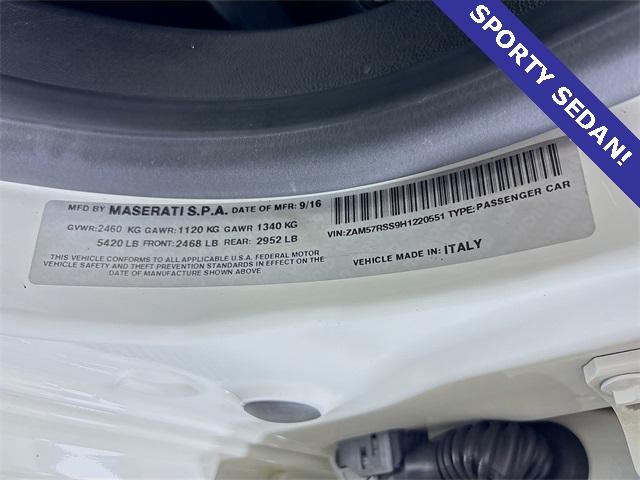 SPORTY SEDAN!
MFD BY MASERATI S.P.A. DATE OF MFR: 9/16
GVWR:2460 KG GAWR:1120 KG GAWR 1340 KG
5420 LB FRONT:2468 LB REAR: 2952 LB
THIS VEHICLE CONFORMS TO ALL APPLICABLE U.S.A. FEDERAL MOTOR
VEHICLE SAFETY AND THEFT PREVENTION STANDARDS IN EFFECT ON THE
DATE OF MANUFACTURE SHOWN ABOVE
VIN:ZAM57RSS9H1220551 TYPE:PASSENGER CAR
VEHICLE MADE IN: ITALY